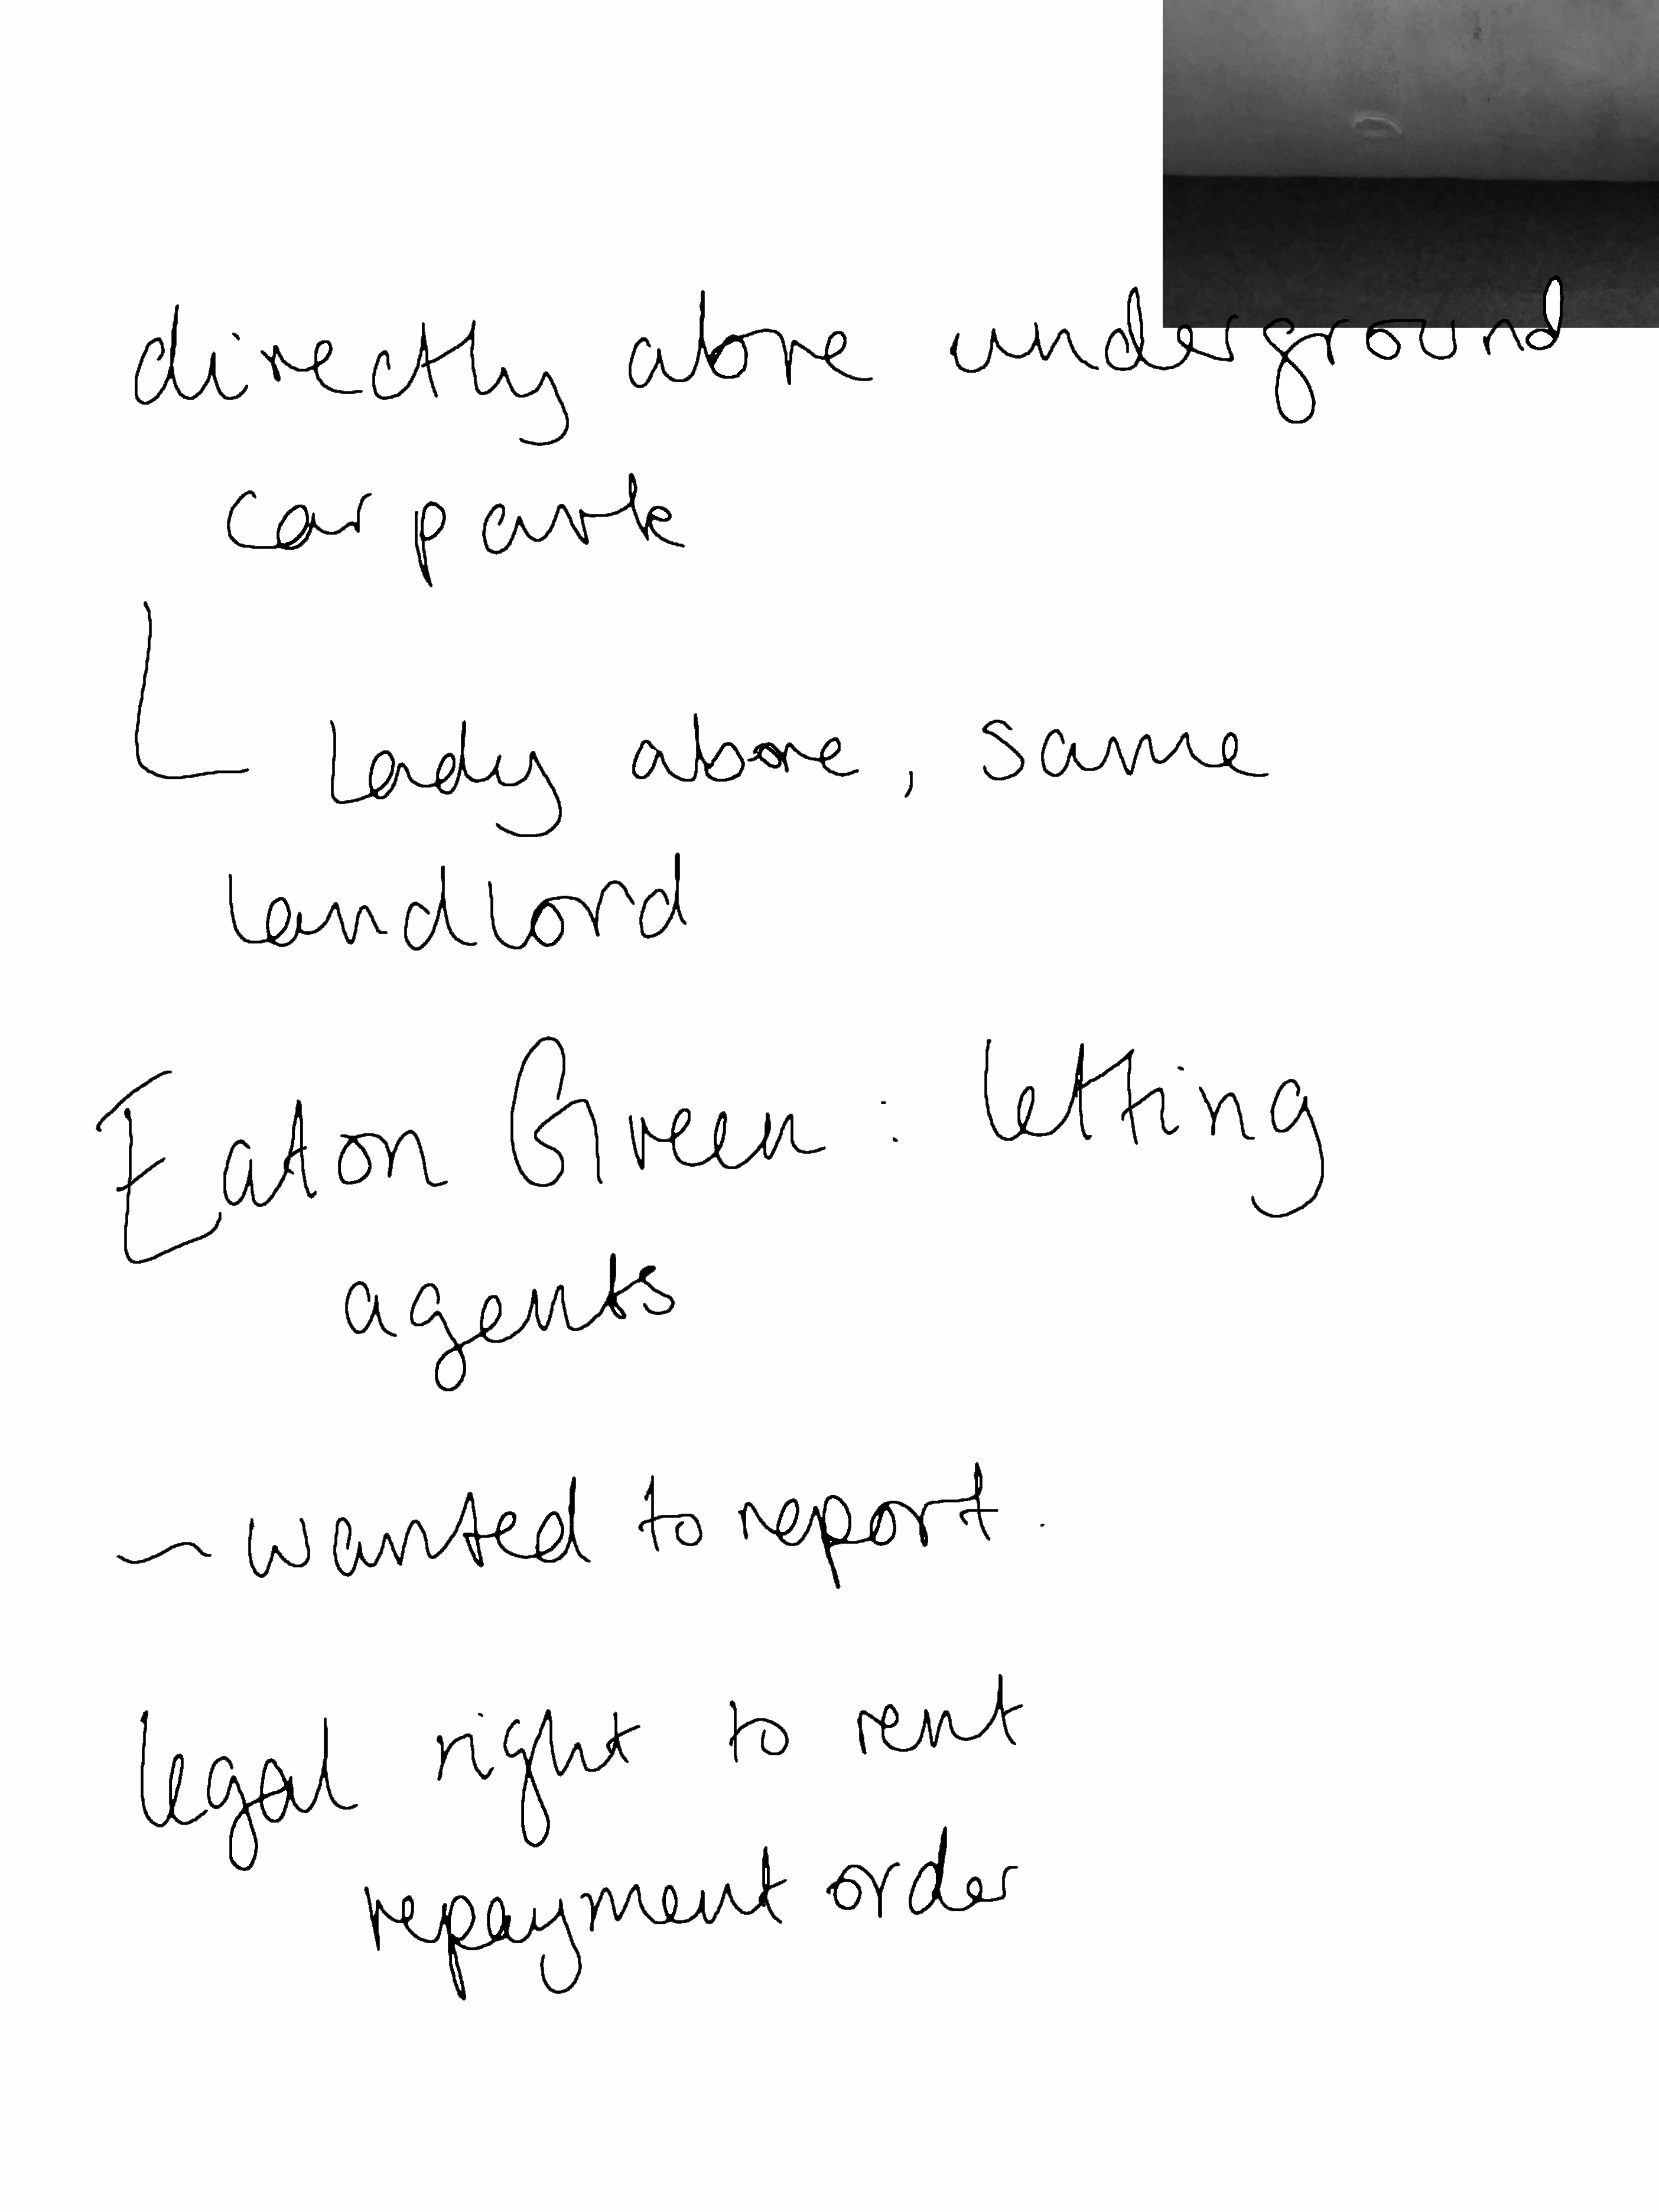 directly above underground
car park
Lady above, same
landlord
Eaton Green: letting
agents
~ wanted to report.
legal right to rent
repayment order